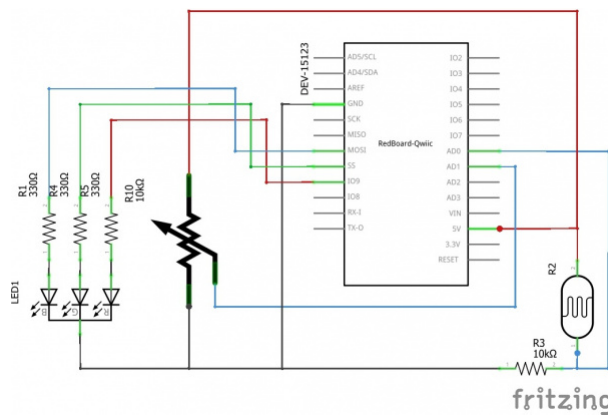 DEV-15123
AD5/SCL
AD4/SDA
AREF
GND
SCK
MISO
MOSI
SS
IO9
IO8
RX-I
TX-O
RedBoard-Qwiic
IO2
IO3
IO4
IO5
IO6
IO7
AD0
AD1
AD2
AD3
VIN
5V
3.3V
RESET
R1
330Ω
R4
330Ω
R5
330Ω
R10
10kΩ
LED1
B
G
R
R2
R3
10kΩ
fritzing